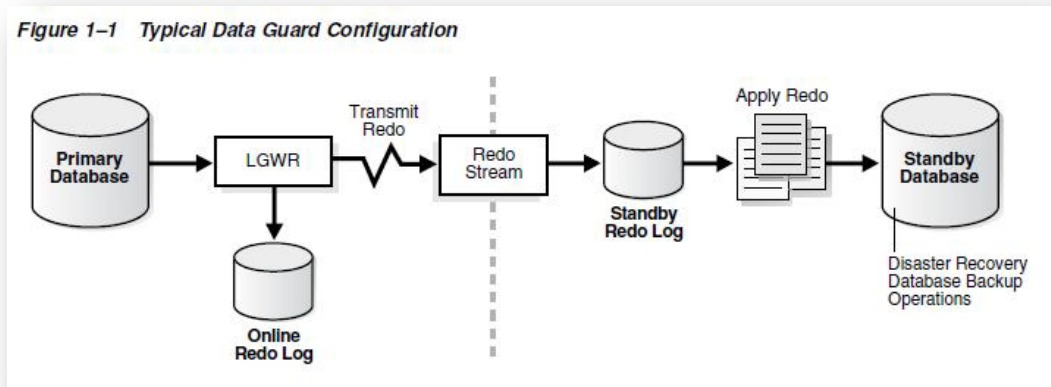 Figure 1–1 Typical Data Guard Configuration
Primary
Database
LGWR
Online
Redo Log
Transmit
Redo
Redo
Stream
Standby
Redo Log
Apply Redo
Standby
Database
Disaster Recovery
Database Backup
Operations